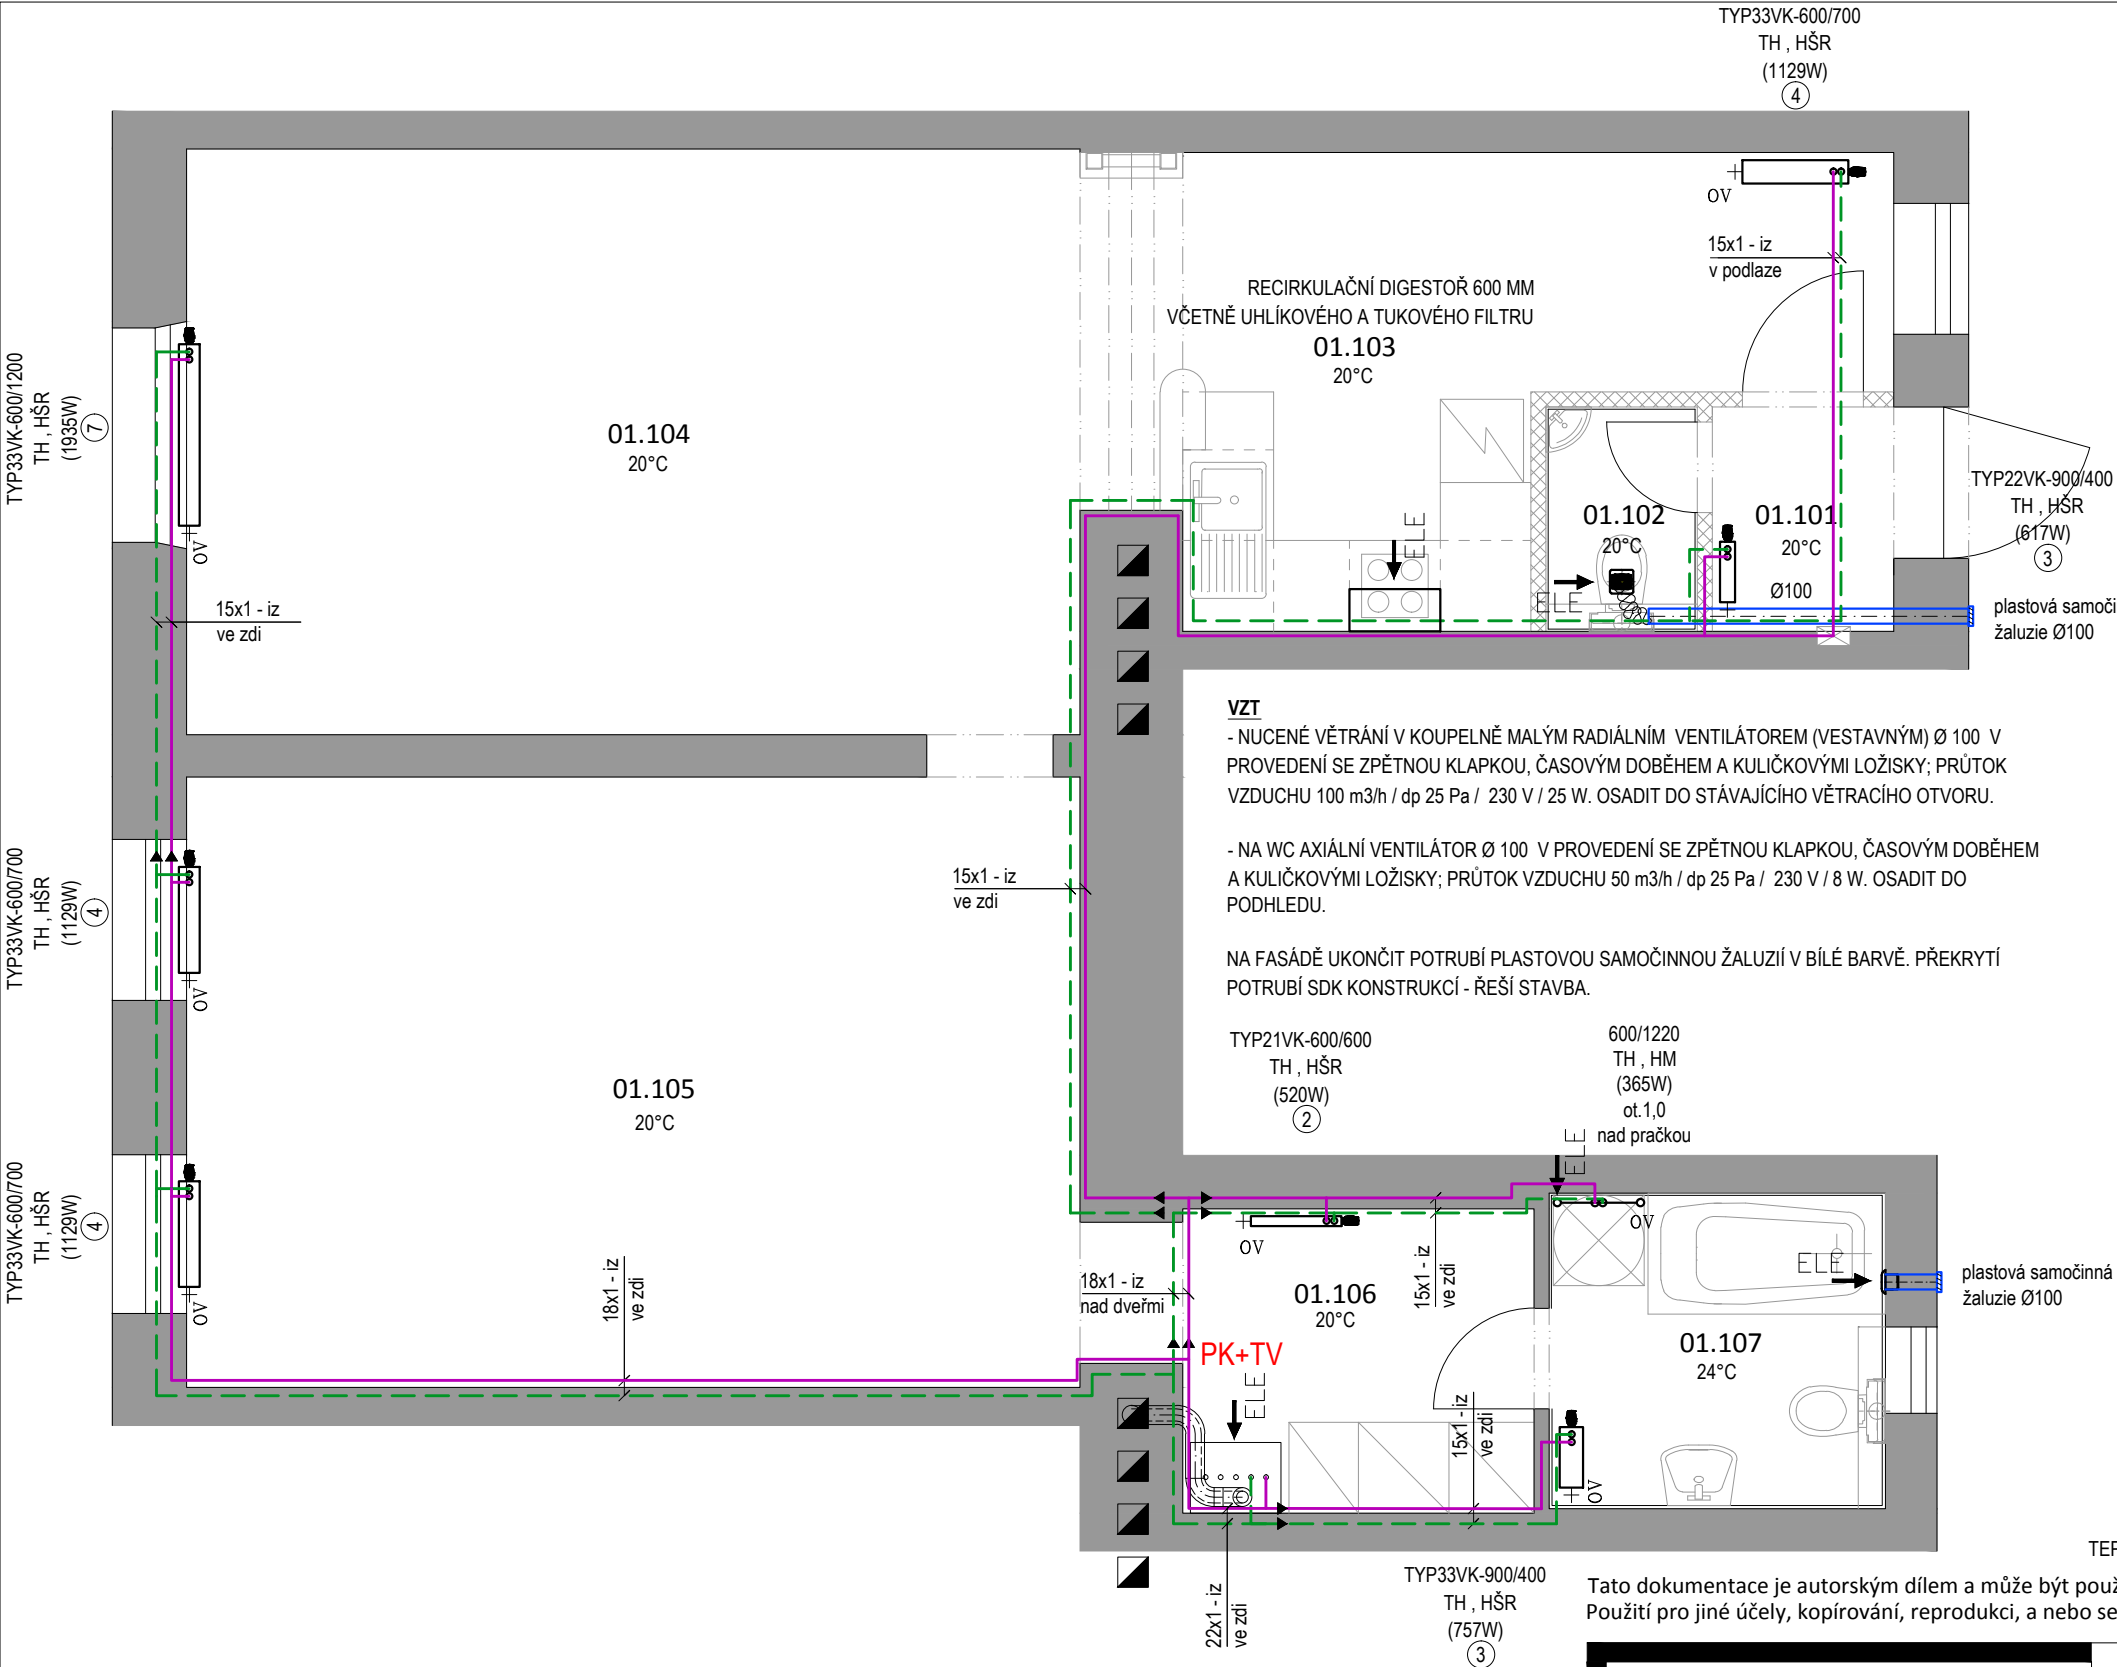 TYP33VK-600/700
TH , HŠR
(1129W)
4
OV
15x1 - iz
v podlaze
RECIRKULAČNÍ DIGESTOŘ 600 MM
VČETNĚ UHLÍKOVÉHO A TUKOVÉHO FILTRU
01.103
20°C
TYP33VK-600/1200
TH , HŠR
(1935W)
7
OV
01.104
20°C
15x1 - iz
ve zdi
ELE
01.102
20°C
ELE
01.101
20°C
Ø100
TYP22VK-900/400
TH , HŠR
(617W)
3
plastová samoči
žaluzie Ø100
VZT
- NUCENÉ VĚTRÁNÍ V KOUPELNĚ MALÝM RADIÁLNÍM VENTILÁTOREM (VESTAVNÝM) Ø 100 V
PROVEDENÍ SE ZPĚTNOU KLAPKOU, ČASOVÝM DOBĚHEM A KULIČKOVÝMI LOŽISKY; PRŮTOK
VZDUCHU 100 m3/h / dp 25 Pa / 230 V / 25 W. OSADIT DO STÁVAJÍCÍHO VĚTRACÍHO OTVORU.
- NA WC AXIÁLNÍ VENTILÁTOR Ø 100 V PROVEDENÍ SE ZPĚTNOU KLAPKOU, ČASOVÝM DOBĚHEM
A KULIČKOVÝMI LOŽISKY; PRŮTOK VZDUCHU 50 m3/h / dp 25 Pa / 230 V / 8 W. OSADIT DO
PODHLEDU.
NA FASÁDĚ UKONČIT POTRUBÍ PLASTOVOU SAMOČINNOU ŽALUZIÍ V BÍLÉ BARVĚ. PŘEKRYTÍ
POTRUBÍ SDK KONSTRUKCÍ - ŘEŠÍ STAVBA.
TYP33VK-600/700
TH , HŠR
(1129W)
4
OV
15x1 - iz
ve zdi
01.105
20°C
TYP21VK-600/600
TH , HŠR
(520W)
2
600/1220
TH , HM
(365W)
ot.1,0
nad pračkou
ELE
TYP33VK-600/700
TH , HŠR
(1129W)
4
OV
18x1 - iz
ve zdi
18x1 - iz
nad dveřmi
OV
01.106
20°C
15x1 - iz
ve zdi
OV
ELE
01.107
24°C
plastová samočinná
žaluzie Ø100
PK+TV
ELE
15x1 - iz
ve zdi
OV
22x1 - iz
ve zdi
TYP33VK-900/400
TH , HŠR
(757W)
3
TEP
Tato dokumentace je autorským dílem a může být použ
Použití pro jiné účely, kopírování, reprodukci, a nebo se